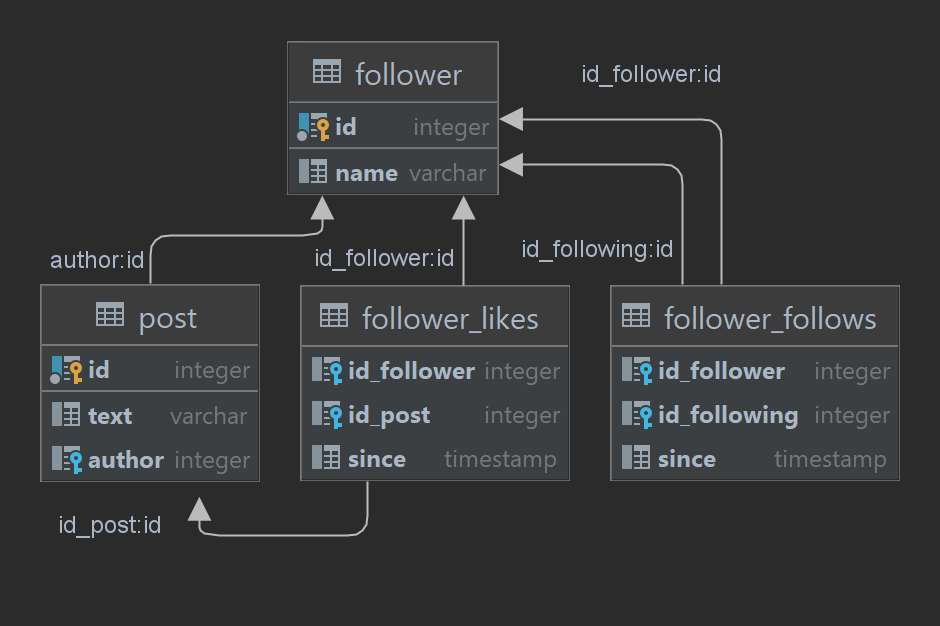 follower
id integer
name varchar
id_follower:id
author:id
id_follower:id
id_following:id
post
id integer
text varchar
author integer
follower_likes
id_follower integer
id_post integer
since timestamp
follower_follows
id_follower integer
id_following integer
since timestamp
id_post:id